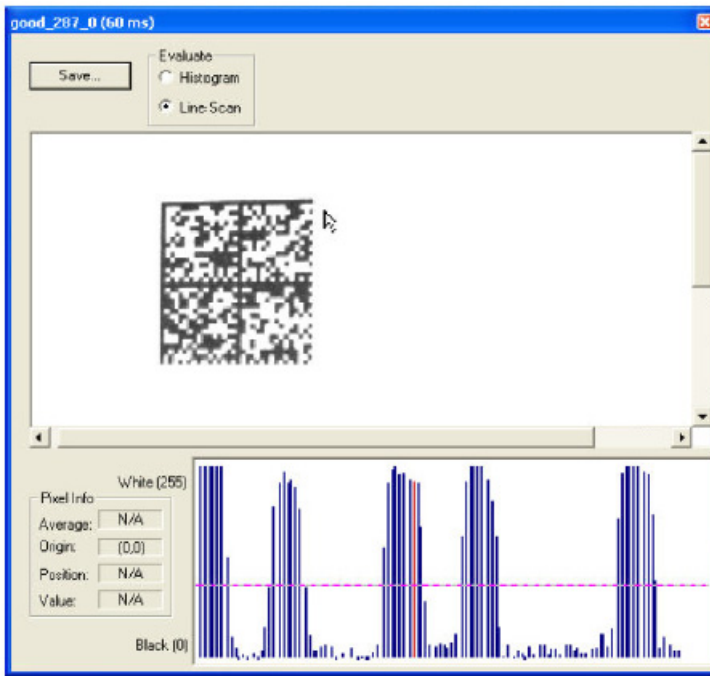 good_287_0 (60 ms)
Save...
Evaluate
Histogram
Line-Scan
White (255)
Pixel Info
Average: N/A
Origin: (0,0)
Position: N/A
Value: N/A
Black (0)